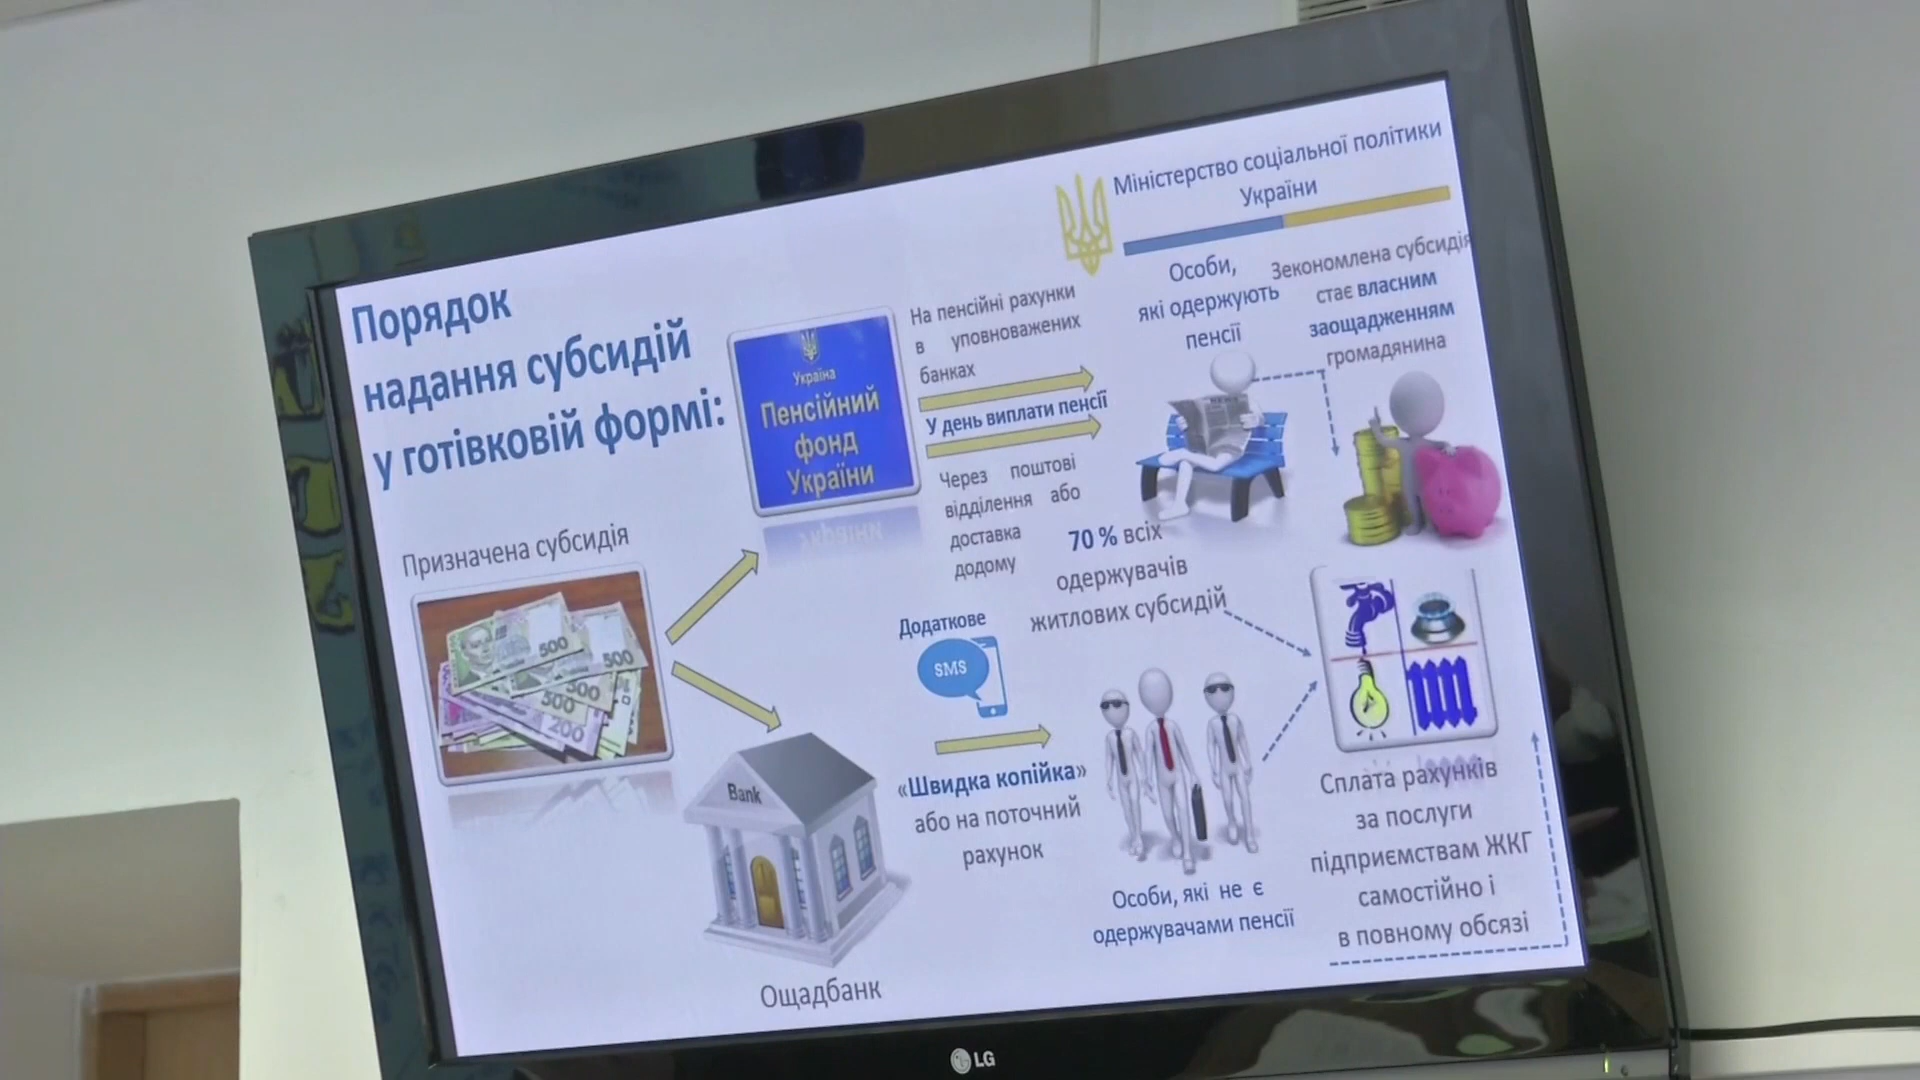 Міністерство соціальної політики
України
Порядок
надання субсидій
у готівковій формі:
Україна
Пенсійний
фонд
України
На пенсійні рахунки
в уповноважених
банках
У день виплати пенсії
Через поштові
відділення або
доставка
додому
Особи,
які одержують
пенсії
Зекономлена субсидія
стає власним
заощадженням
громадянина
NEWS
Призначена субсидія
500
500
500
500
200
70 % всіх
одержувачів
житлових субсидій
Додаткове
SMS
«Швидка копійка»
або на поточний
рахунок
Bank
Ощадбанк
Особи, які не є
одержувачами пенсії
Сплата рахунків
за послуги
підприємствам ЖКГ
самостійно і
в повному обсязі
LG